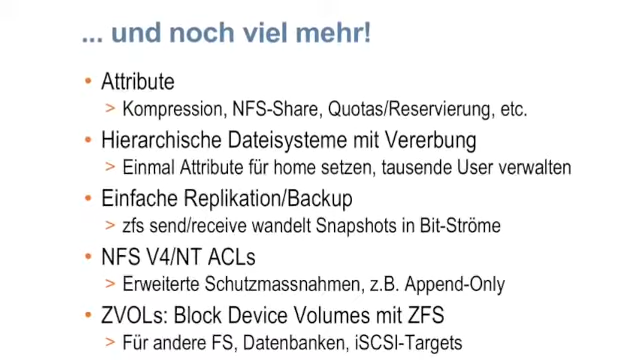 ... und noch viel mehr!
• Attribute
> Kompression, NFS-Share, Quotas/Reservierung, etc.
• Hierarchische Dateisysteme mit Vererbung
> Einmal Attribute für home setzen, tausende User verwalten
• Einfache Replikation/Backup
> zfs send/receive wandelt Snapshots in Bit-Ströme
• NFS V4/NT ACLs
> Erweiterte Schutzmassnahmen, z.B. Append-Only
• ZVOLs: Block Device Volumes mit ZFS
> Für andere FS, Datenbanken, iSCSI-Targets